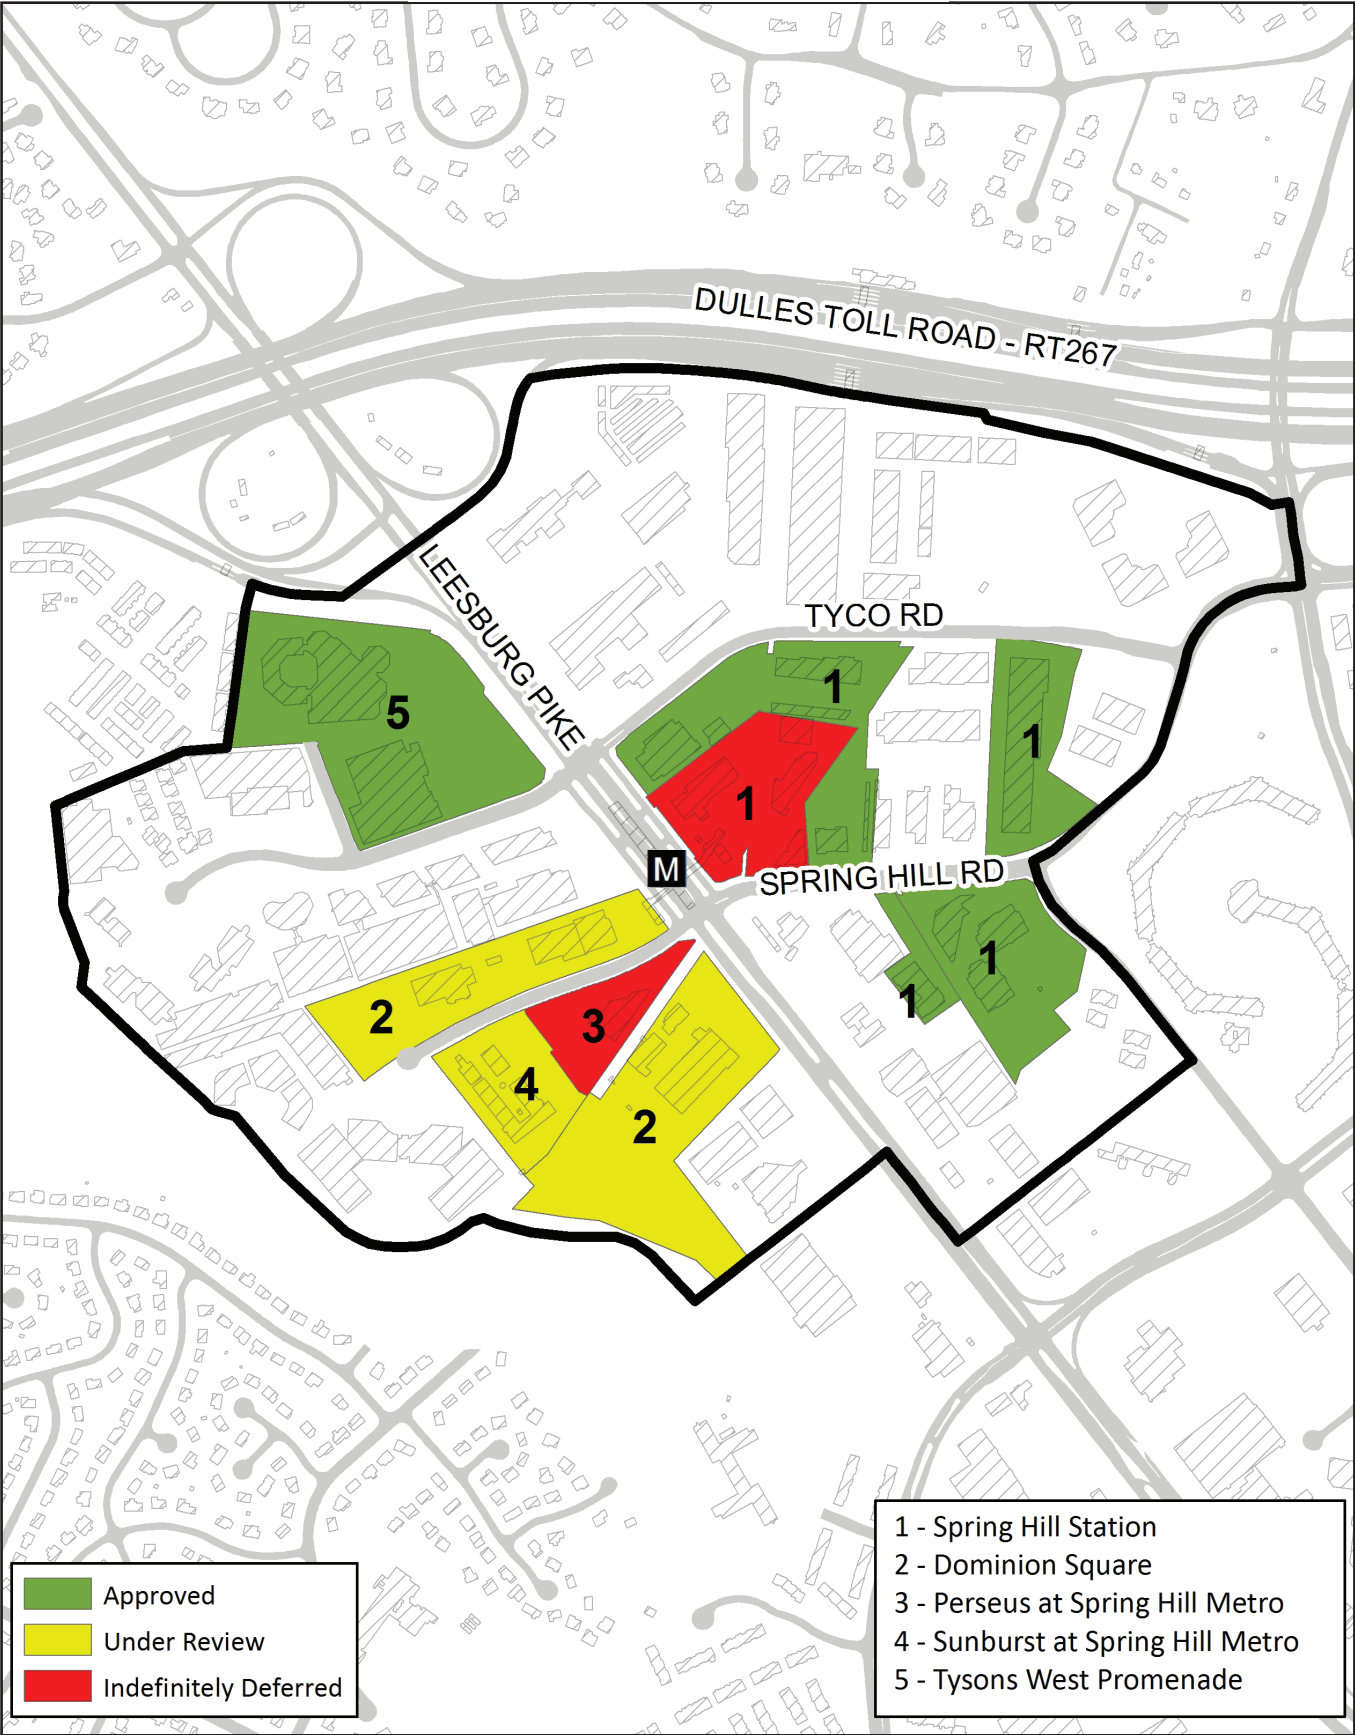 DULLES TOLL ROAD - RT267
LEESBURG PIKE
TYCO RD
1
5
1
1
M
SPRING HILL RD
1
1
2
3
4
2
Approved
Under Review
Indefinitely Deferred
1 - Spring Hill Station
2 - Dominion Square
3 - Perseus at Spring Hill Metro
4 - Sunburst at Spring Hill Metro
5 - Tysons West Promenade